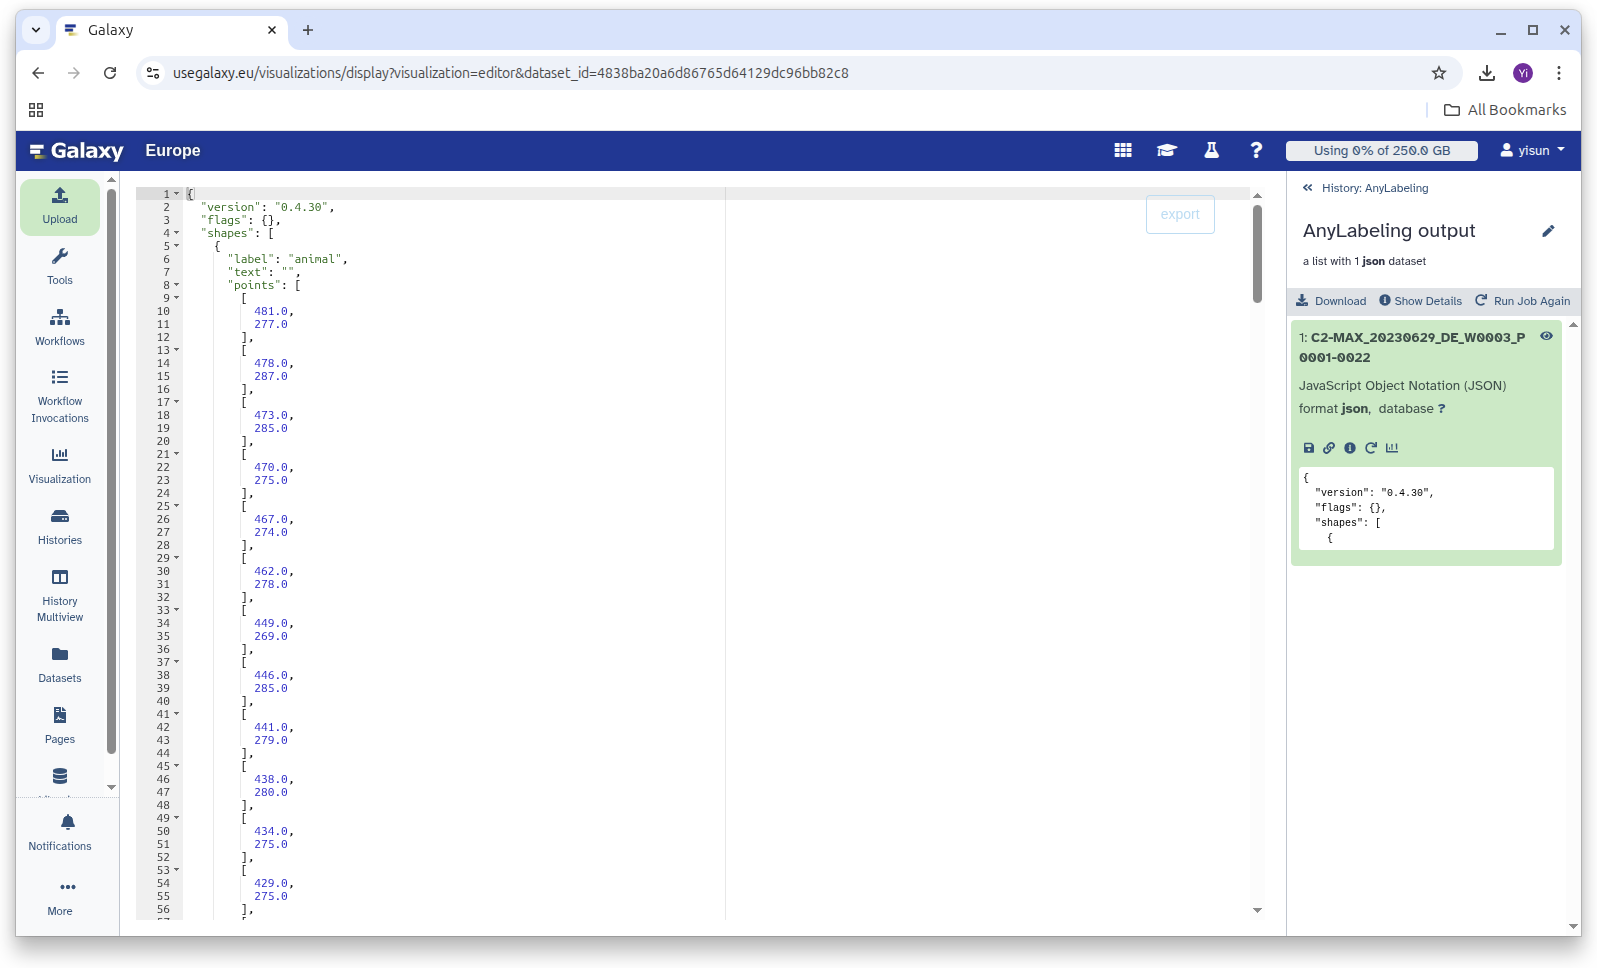 Galaxy
usegalaxy.eu/visualizations/display?visualization=editor&dataset_id=4838ba20a6d86765d64129dc96bb82c8
Yi
All Bookmarks
Galaxy Europe
Using 0% of 250.0 GB
yisun
Upload
Tools
Workflows
Workflow
Invocations
Visualization
Histories
History
Multiview
Datasets
Pages
Notifications
More
1 {
2 "version": "0.4.30",
3 "flags": {},
4 "shapes": [
5 {
6 "label": "animal",
7 "text": "",
8 "points": [
9 [
10 481.0,
11 277.0
12 ],
13 [
14 478.0,
15 287.0
16 ],
17 [
18 473.0,
19 285.0
20 ],
21 [
22 470.0,
23 275.0
24 ],
25 [
26 467.0,
27 274.0
28 ],
29 [
30 462.0,
31 278.0
32 ],
33 [
34 449.0,
35 269.0
36 ],
37 [
38 446.0,
39 285.0
40 ],
41 [
42 441.0,
43 279.0
44 ],
45 [
46 438.0,
47 280.0
48 ],
49 [
50 434.0,
51 275.0
52 ],
53 [
54 429.0,
55 275.0
56 ],
export
« History: AnyLabeling
AnyLabeling output
a list with 1 json dataset
Download Show Details Run Job Again
1: C2-MAX_20230629_DE_W0003_P
0001-0022
JavaScript Object Notation (JSON)
format json, database ?
{
"version": "0.4.30",
"flags": {},
"shapes": [
{